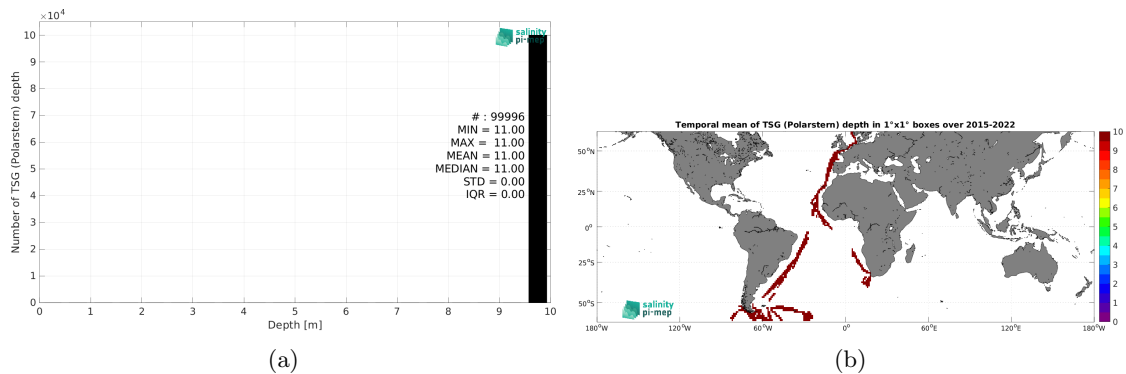 ×10⁴
10
9
8
7
6
5
4
3
2
1
0
Number of TSG (Polarstern) depth
salinity
pi-mep
# : 99996
MIN = 11.00
MAX = 11.00
MEAN = 11.00
MEDIAN = 11.00
STD = 0.00
IQR = 0.00
0 1 2 3 4 5 6 7 8 9 10
Depth [m]
(a)
Temporal mean of TSG (Polarstern) depth in 1°x1° boxes over 2015-2022
50°N
25°N
0°
25°S
50°S
salinity
pi-mep
180°W 120°W 60°W 0° 60°E 120°E 180°W
10
9
8
7
6
5
4
3
2
1
0
(b)